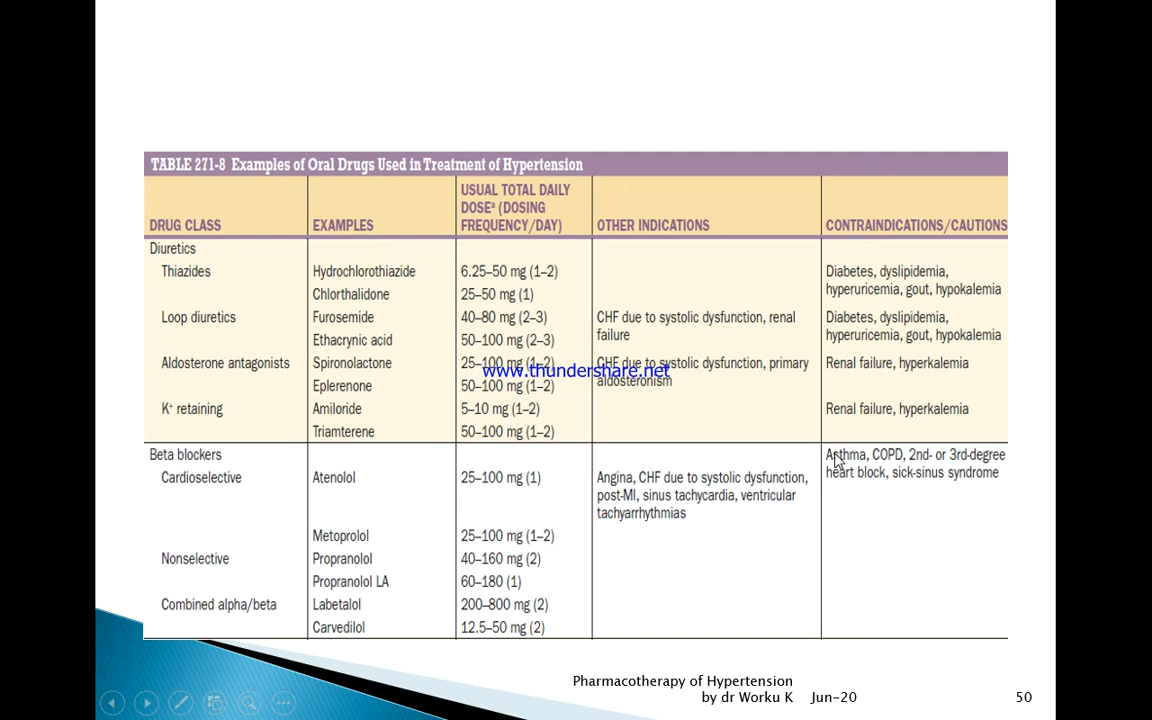 TABLE 271-8 Examples of Oral Drugs Used in Treatment of Hypertension
DRUG CLASS EXAMPLES USUAL TOTAL DAILY DOSEª (DOSING FREQUENCY/DAY) OTHER INDICATIONS CONTRAINDICATIONS/CAUTIONS
Diuretics
Thiazides Hydrochlorothiazide 6.25–50 mg (1–2) Diabetes, dyslipidemia,
Chlorthalidone 25–50 mg (1) hyperuricemia, gout, hypokalemia
Loop diuretics Furosemide 40–80 mg (2–3) CHF due to systolic dysfunction, renal Diabetes, dyslipidemia,
Ethacrynic acid 50–100 mg (2–3) failure hyperuricemia, gout, hypokalemia
Aldosterone antagonists Spironolactone 25–100 mg (1–2) CHF due to systolic dysfunction, primary Renal failure, hyperkalemia
www.thundershare.net
Eplerenone 50–100 mg (1–2) aldosteronism
K⁺ retaining Amiloride 5–10 mg (1–2) Renal failure, hyperkalemia
Triamterene 50–100 mg (1–2)
Beta blockers Asthma, COPD, 2nd- or 3rd-degree
heart block, sick-sinus syndrome
Cardioselective Atenolol 25–100 mg (1) Angina, CHF due to systolic dysfunction,
post-MI, sinus tachycardia, ventricular
tachyarrhythmias
Metoprolol 25–100 mg (1–2)
Nonselective Propranolol 40–160 mg (2)
Propranolol LA 60–180 (1)
Combined alpha/beta Labetalol 200–800 mg (2)
Carvedilol 12.5–50 mg (2)
Pharmacotherapy of Hypertension
by dr Worku K Jun-20 50